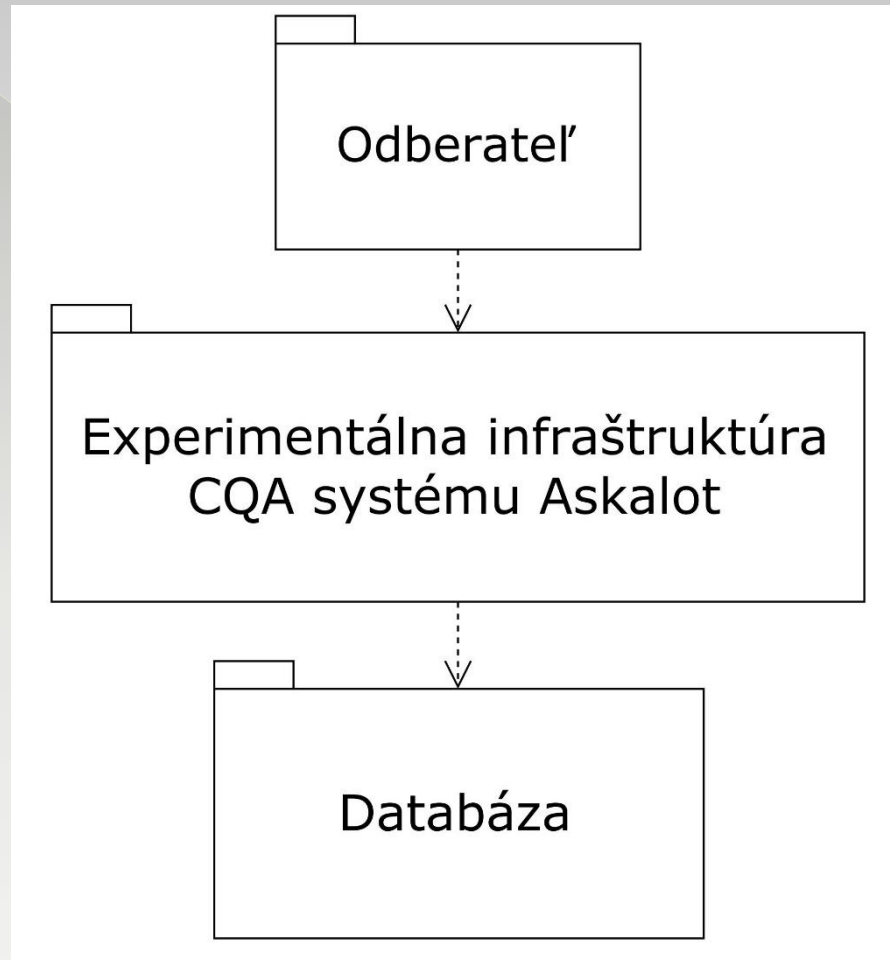 Odberateľ
Experimentálna infraštruktúra
CQA systému Askalot
Databáza